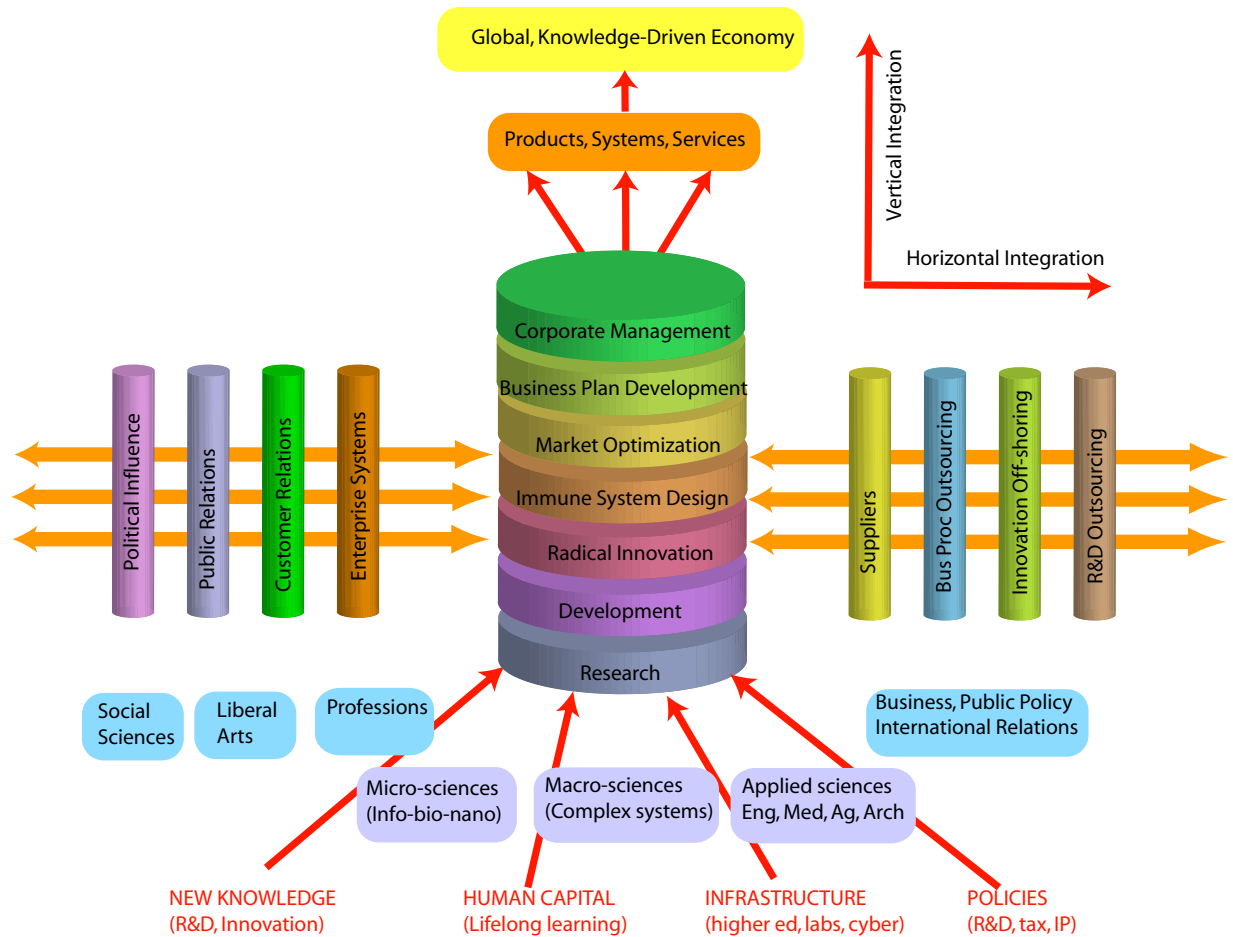 Global, Knowledge-Driven Economy
Products, Systems, Services
Vertical Integration
Horizontal Integration
Corporate Management
Business Plan Development
Market Optimization
Immune System Design
Radical Innovation
Development
Research
Political Influence
Public Relations
Customer Relations
Enterprise Systems
Suppliers
Bus Proc Outsourcing
Innovation Off-shoring
R&D Outsourcing
Social
Sciences
Liberal
Arts
Professions
Business, Public Policy
International Relations
Micro-sciences
(Info-bio-nano)
Macro-sciences
(Complex systems)
Applied sciences
Eng, Med, Ag, Arch
NEW KNOWLEDGE
(R&D, Innovation)
HUMAN CAPITAL
(Lifelong learning)
INFRASTRUCTURE
(higher ed, labs, cyber)
POLICIES
(R&D, tax, IP)